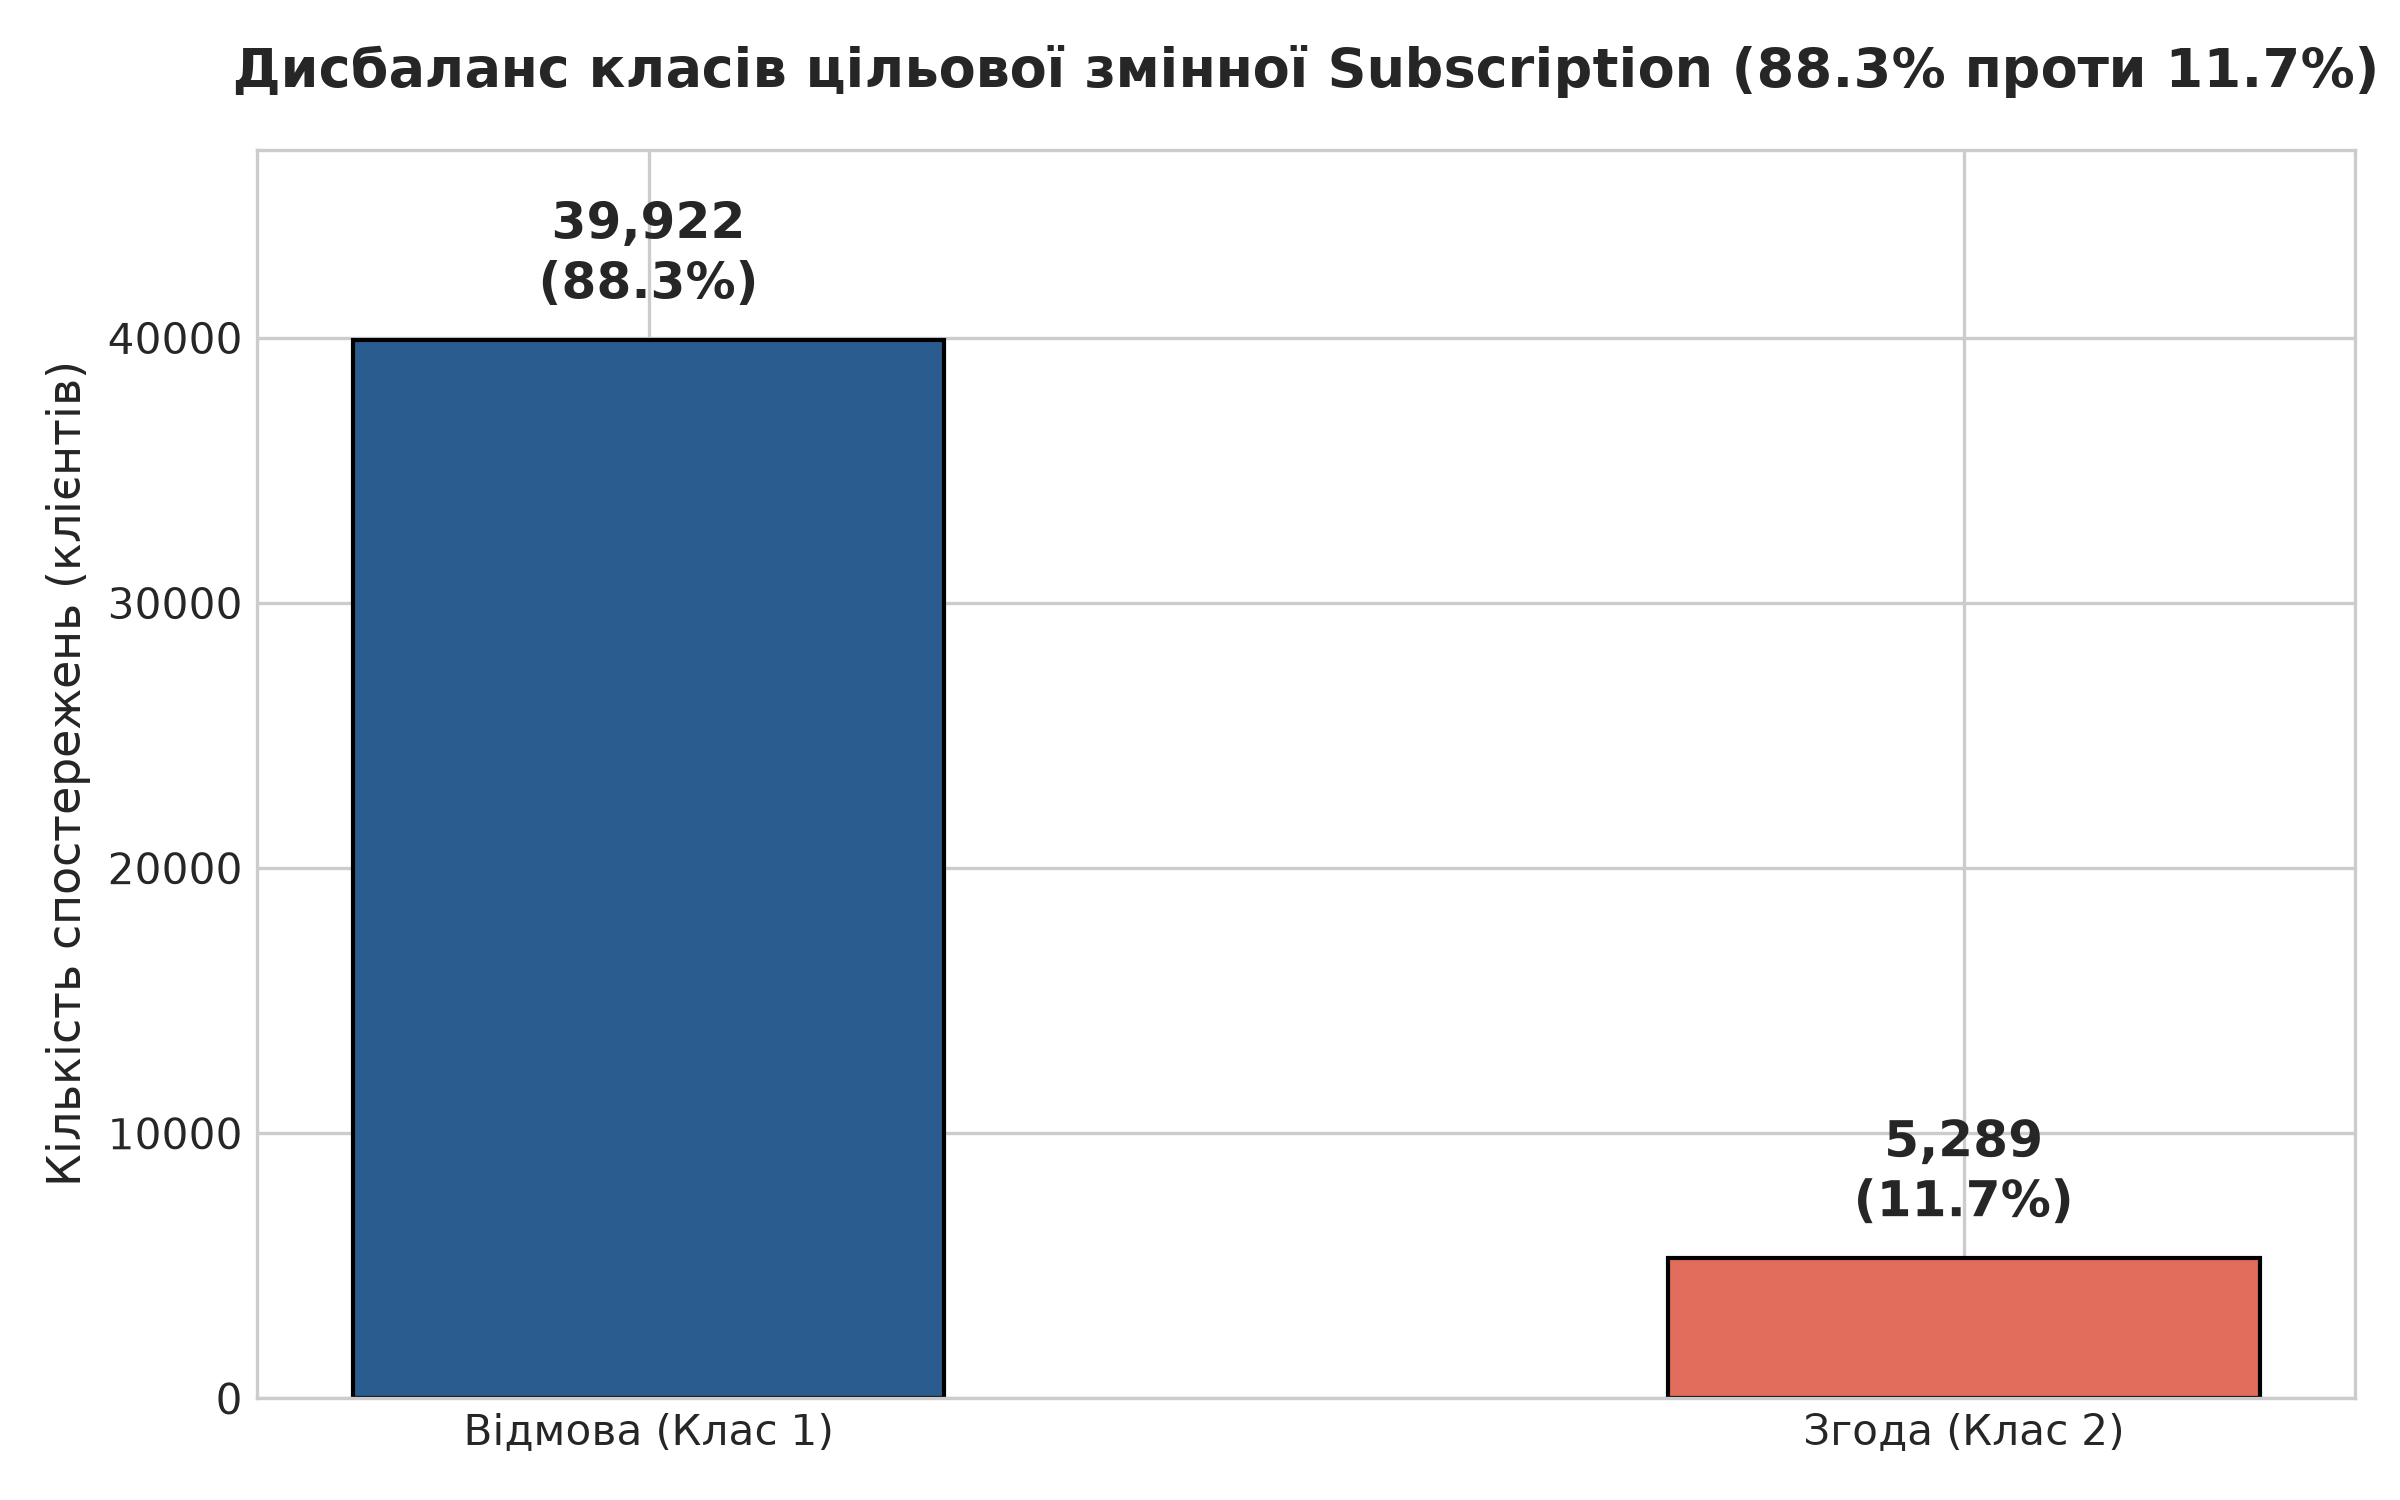 Дисбаланс класів цільової змінної Subscription (88.3% проти 11.7%)
39,922
(88.3%)
40000
30000
20000
10000
0
Кількість спостережень (клієнтів)
5,289
(11.7%)
Відмова (Клас 1)
Згода (Клас 2)